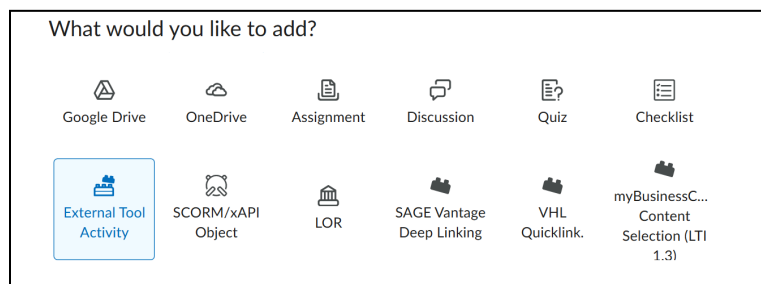 What would you like to add?
Google Drive
OneDrive
Assignment
Discussion
Quiz
Checklist
External Tool
Activity
SCORM/xAPI
Object
LOR
SAGE Vantage
Deep Linking
VHL
Quicklink.
myBusinessC...
Content
Selection (LTI
1.3)